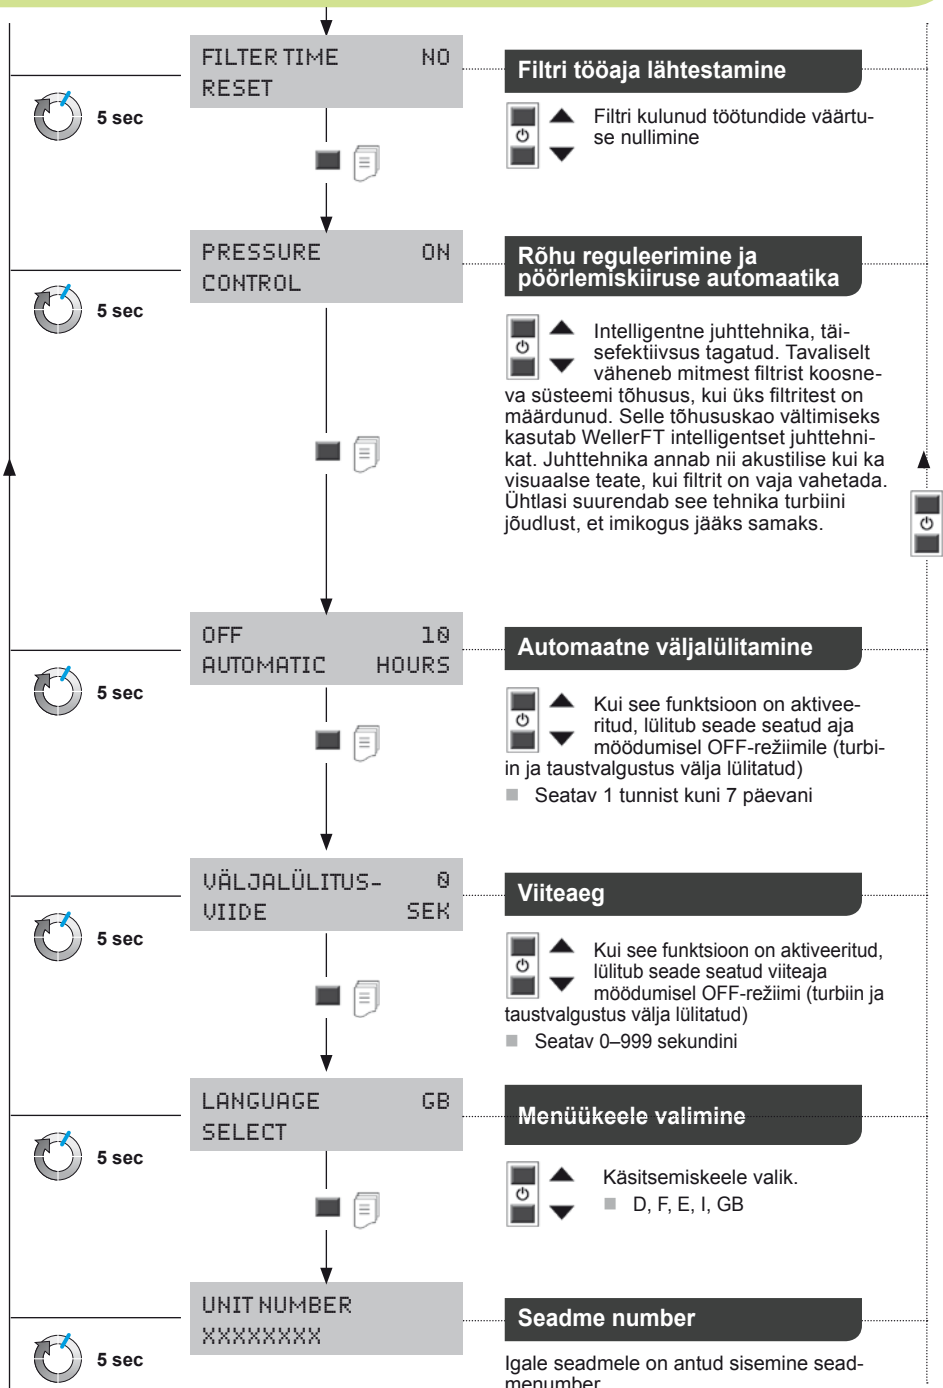 FILTER TIME NO
RESET
Filtri tööaja lähtestamine
5 sec
Filtri kulunud töötundide väärtu-
se nullimine
PRESSURE ON
CONTROL
Rõhu reguleerimine ja
pöörlemiskiiruse automaatika
5 sec
Intelligentne juhttehnika, täi-
sefektiivsus tagatud. Tavaliselt
väheneb mitmest filtrist koosne-
va süsteemi tõhusus, kui üks filtritest on
määrdunud. Selle tõhususkao vältimiseks
kasutab WellerFT intelligentset juhttehni-
kat. Juhttehnika annab nii akustilise kui ka
visuaalse teate, kui filtrit on vaja vahetada.
Ühtlasi suurendab see tehnika turbiini
jõudlust, et imikogus jääks samaks.
OFF 10
AUTOMATIC HOURS
Automaatne väljalülitamine
5 sec
Kui see funktsioon on aktivee-
ritud, lülitub seade seatud aja
möödumisel OFF-režiimile (turbi-
in ja taustvalgustus välja lülitatud)
Seatav 1 tunnist kuni 7 päevani
VÄLJALÜLITUS- 0
VIIDE SEK
Viiteaeg
5 sec
Kui see funktsioon on aktiveeritud,
lülitub seade seatud viiteaja
möödumisel OFF-režiimi (turbiin ja
taustvalgustus välja lülitatud)
Seatav 0–999 sekundini
LANGUAGE GB
SELECT
Menüükeele valimine
5 sec
Käsitsemiskeele valik.
D, F, E, I, GB
UNIT NUMBER
XXXXXXXX
Seadme number
5 sec
Igale seadmele on antud sisemine sead-
menumber